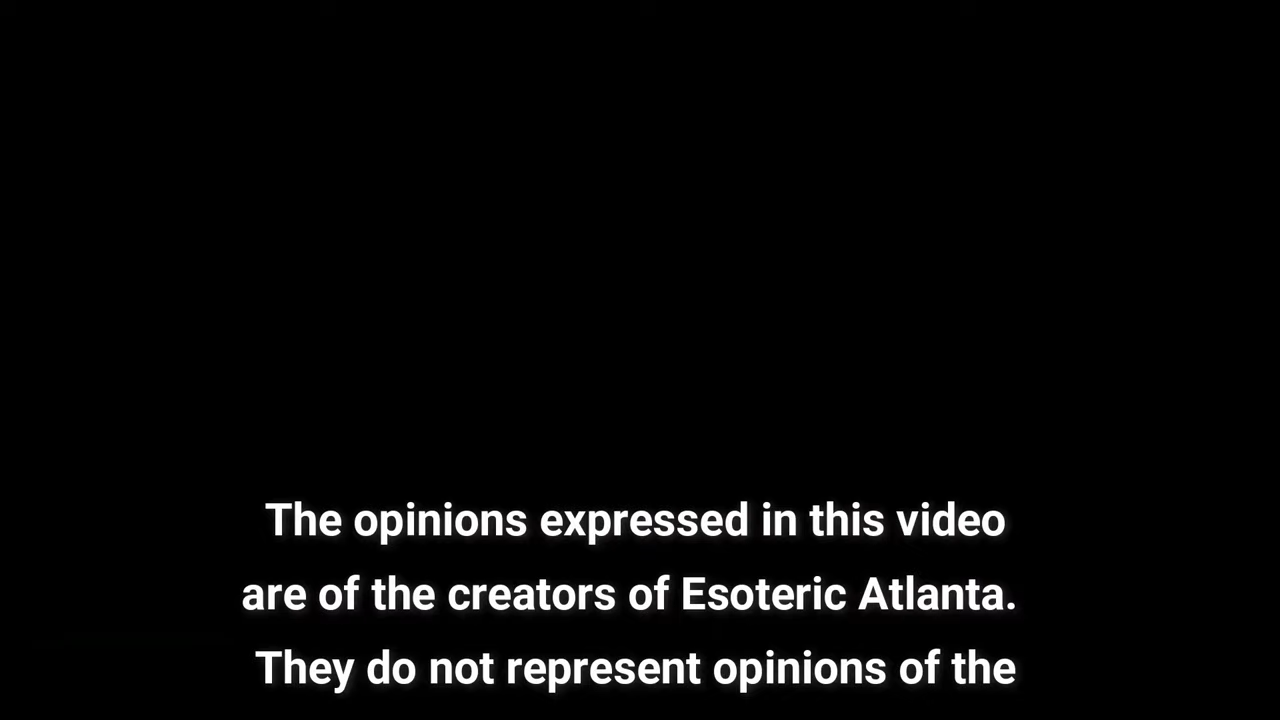 The opinions expressed in this video
are of the creators of Esoteric Atlanta.
They do not represent opinions of the